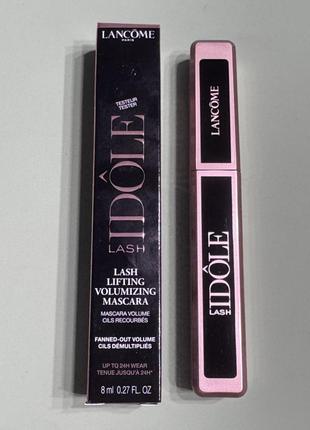 LANCÔME
PARIS
TESTEUR
TESTER
LASH IDÔLE
LASH
LIFTING
VOLUMIZING
MASCARA
MASCARA VOLUME
CILS RECOURBÉS
FANNED-OUT VOLUME
CILS DÉMULTIPLIÉS
UP TO 24H WEAR
TENUE JUSQU'À 24H*
8 ml 0.27 FL. OZ
LANCÔME
LASH IDÔLE